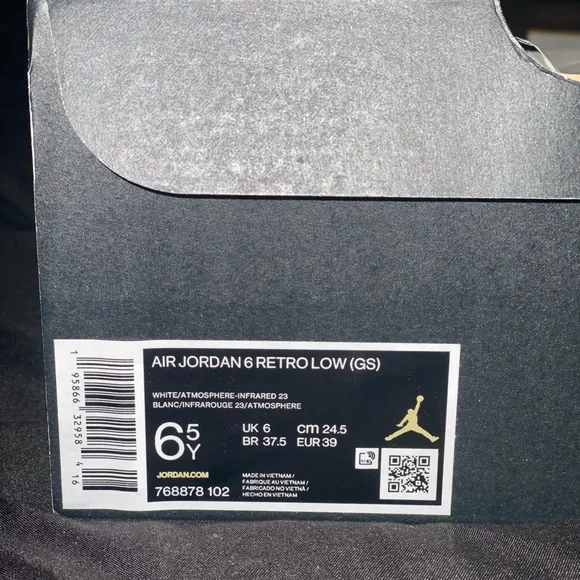 AIR JORDAN 6 RETRO LOW (GS)
WHITE/ATMOSPHERE-INFRARED 23
BLANC/INFRAROUGE 23/ATMOSPHERE
6 5Y
UK 6 cm 24.5
BR 37.5 EUR 39
JORDAN.COM
768878 102
MADE IN VIETNAM/
FABRIQUÉ AU VIETNAM/
FABRICADO NO VIETNÃ/
HECHO EN VIETNAM
1 95866 32958 4 16